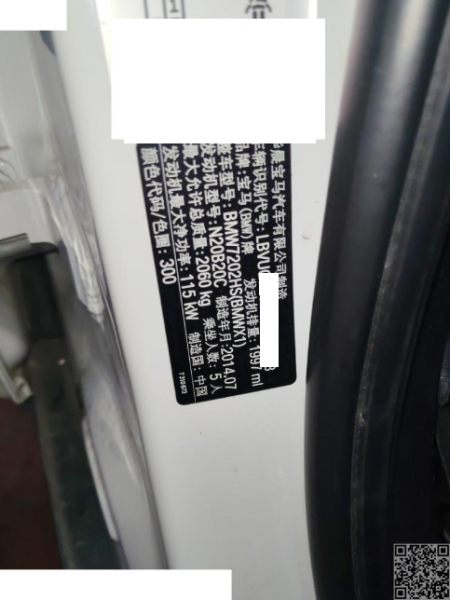 华晨宝马汽车有限公司制造
车辆识别代号: LBVU
品牌: 宝马(BMW)牌 发动机排量: 1997 ml
整车型号: BMW7202HS(BMWX1)
发动机型号: N20B20C 制造年月: 2014.07
最大允许总质量: 2060 kg 乘坐人数: 5人
发动机最大净功率: 115 kW 制造国: 中国
颜色代码/色圈: 300